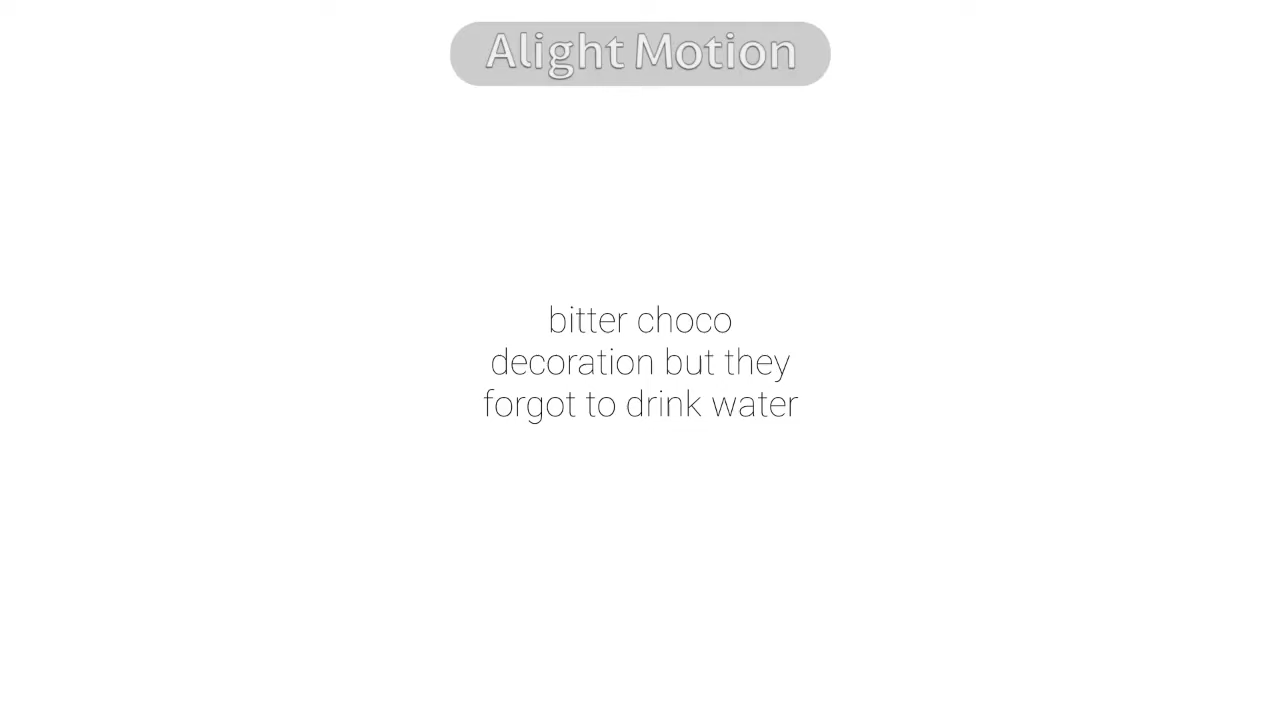 Alight Motion
bitter choco
decoration but they
forgot to drink water